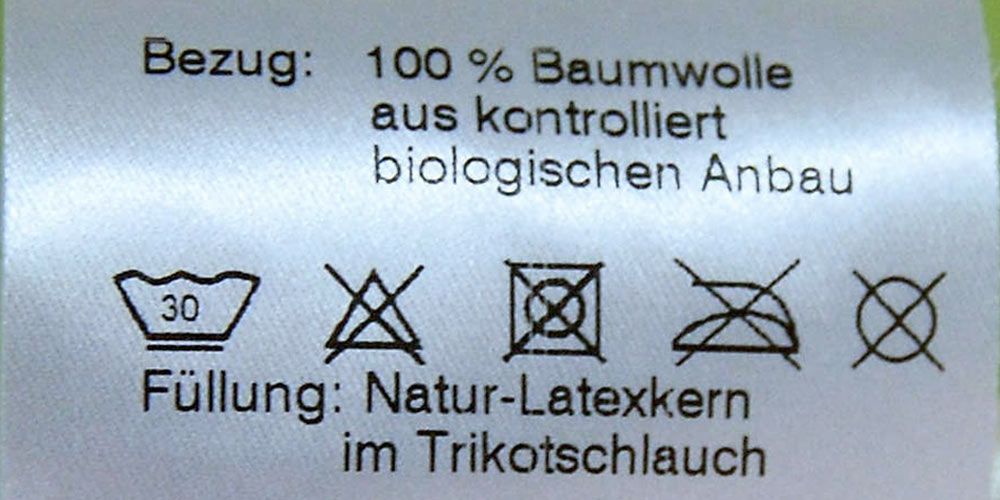 Bezug: 100 % Baumwolle
aus kontrolliert
biologischen Anbau
30
Füllung: Natur-Latexkern
im Trikotschlauch